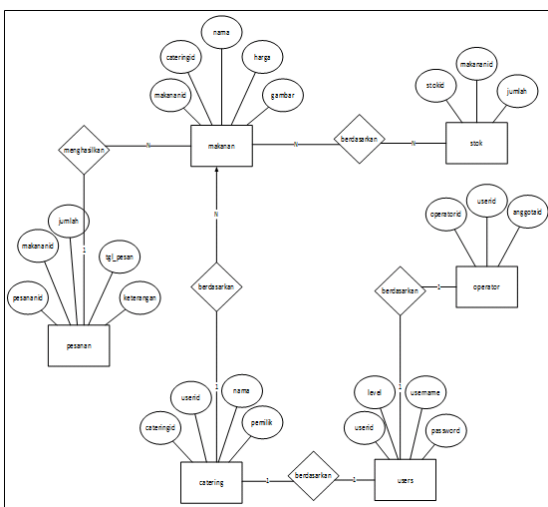 nama
cateringid
harga
makananid
gambar
makanan
menghasilkan
N
N
berdasarkan
N
stokid
makananid
jumlah
stok
N
1
jumlah
makananid
tgl_pesan
pesananid
keterangan
pesanan
berdasarkan
1
operatorid
userid
anggotaid
operator
berdasarkan
1
1
userid
nama
cateringid
pemilik
catering
1
berdasarkan
1
level
username
userid
password
users